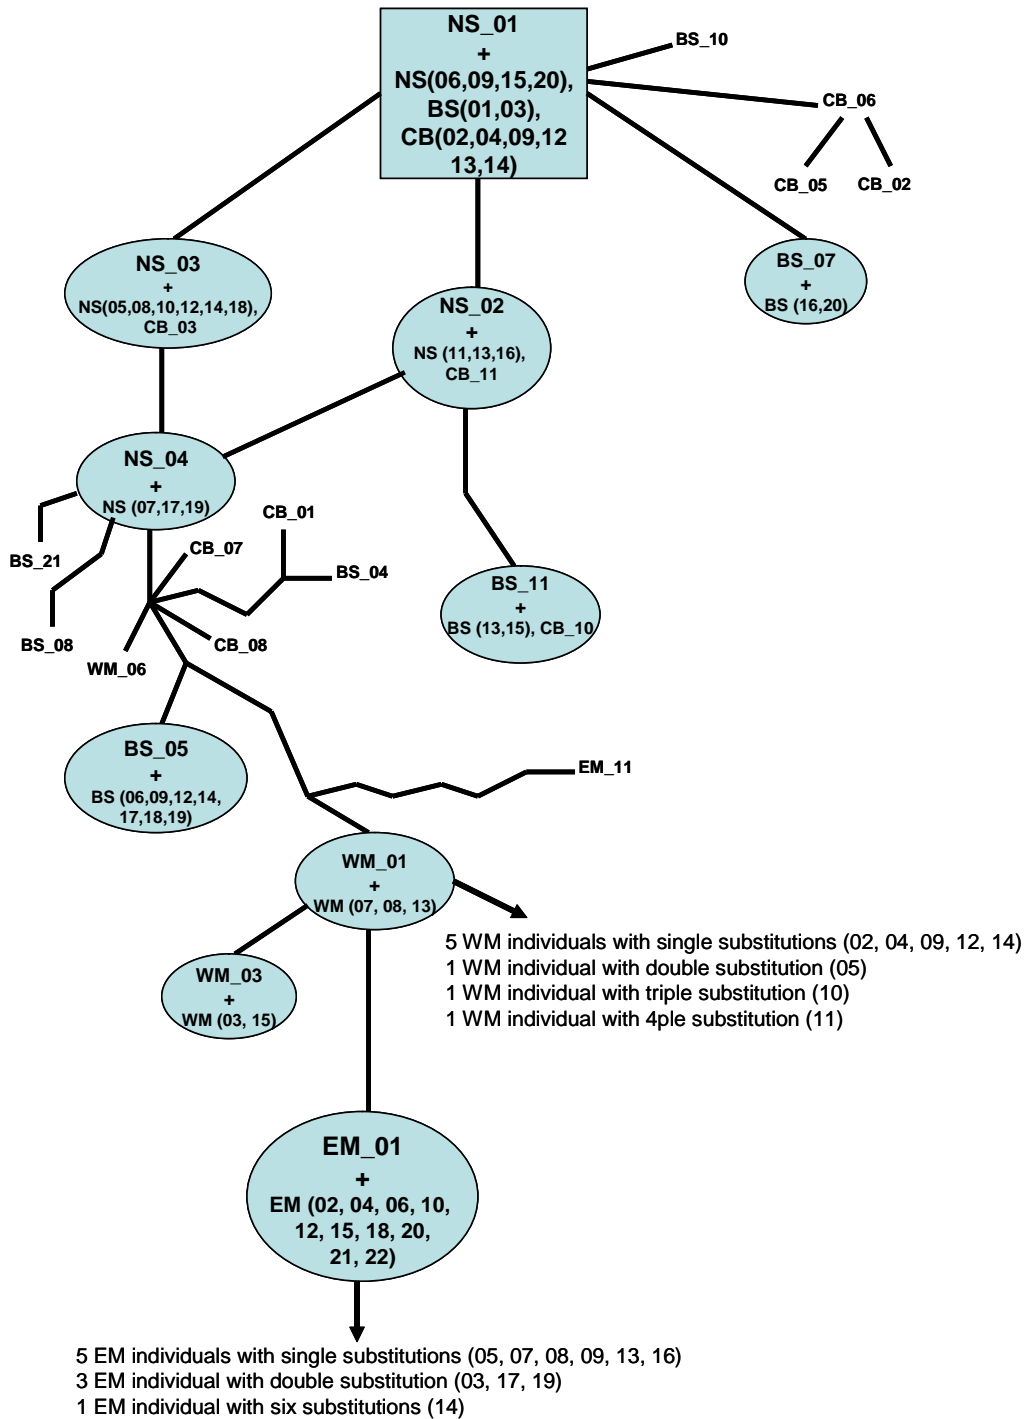 NS_01
+
NS(06,09,15,20),
BS(01,03),
CB(02,04,09,12
13,14)
BS_10
CB_06
CB_05
CB_02
NS_03
+
NS(05,08,10,12,14,18),
CB_03
NS_02
+
NS (11,13,16),
CB_11
BS_07
+
BS (16,20)
NS_04
+
NS (07,17,19)
BS_21
BS_08
CB_07
CB_01
BS_04
CB_08
WM_06
BS_11
+
BS (13,15), CB_10
BS_05
+
BS (06,09,12,14,
17,18,19)
EM_11
WM_01
+
WM (07, 08, 13)
5 WM individuals with single substitutions (02, 04, 09, 12, 14)
1 WM individual with double substitution (05)
1 WM individual with triple substitution (10)
1 WM individual with 4ple substitution (11)
WM_03
+
WM (03, 15)
EM_01
+
EM (02, 04, 06, 10,
12, 15, 18, 20,
21, 22)
5 EM individuals with single substitutions (05, 07, 08, 09, 13, 16)
3 EM individual with double substitution (03, 17, 19)
1 EM individual with six substitutions (14)